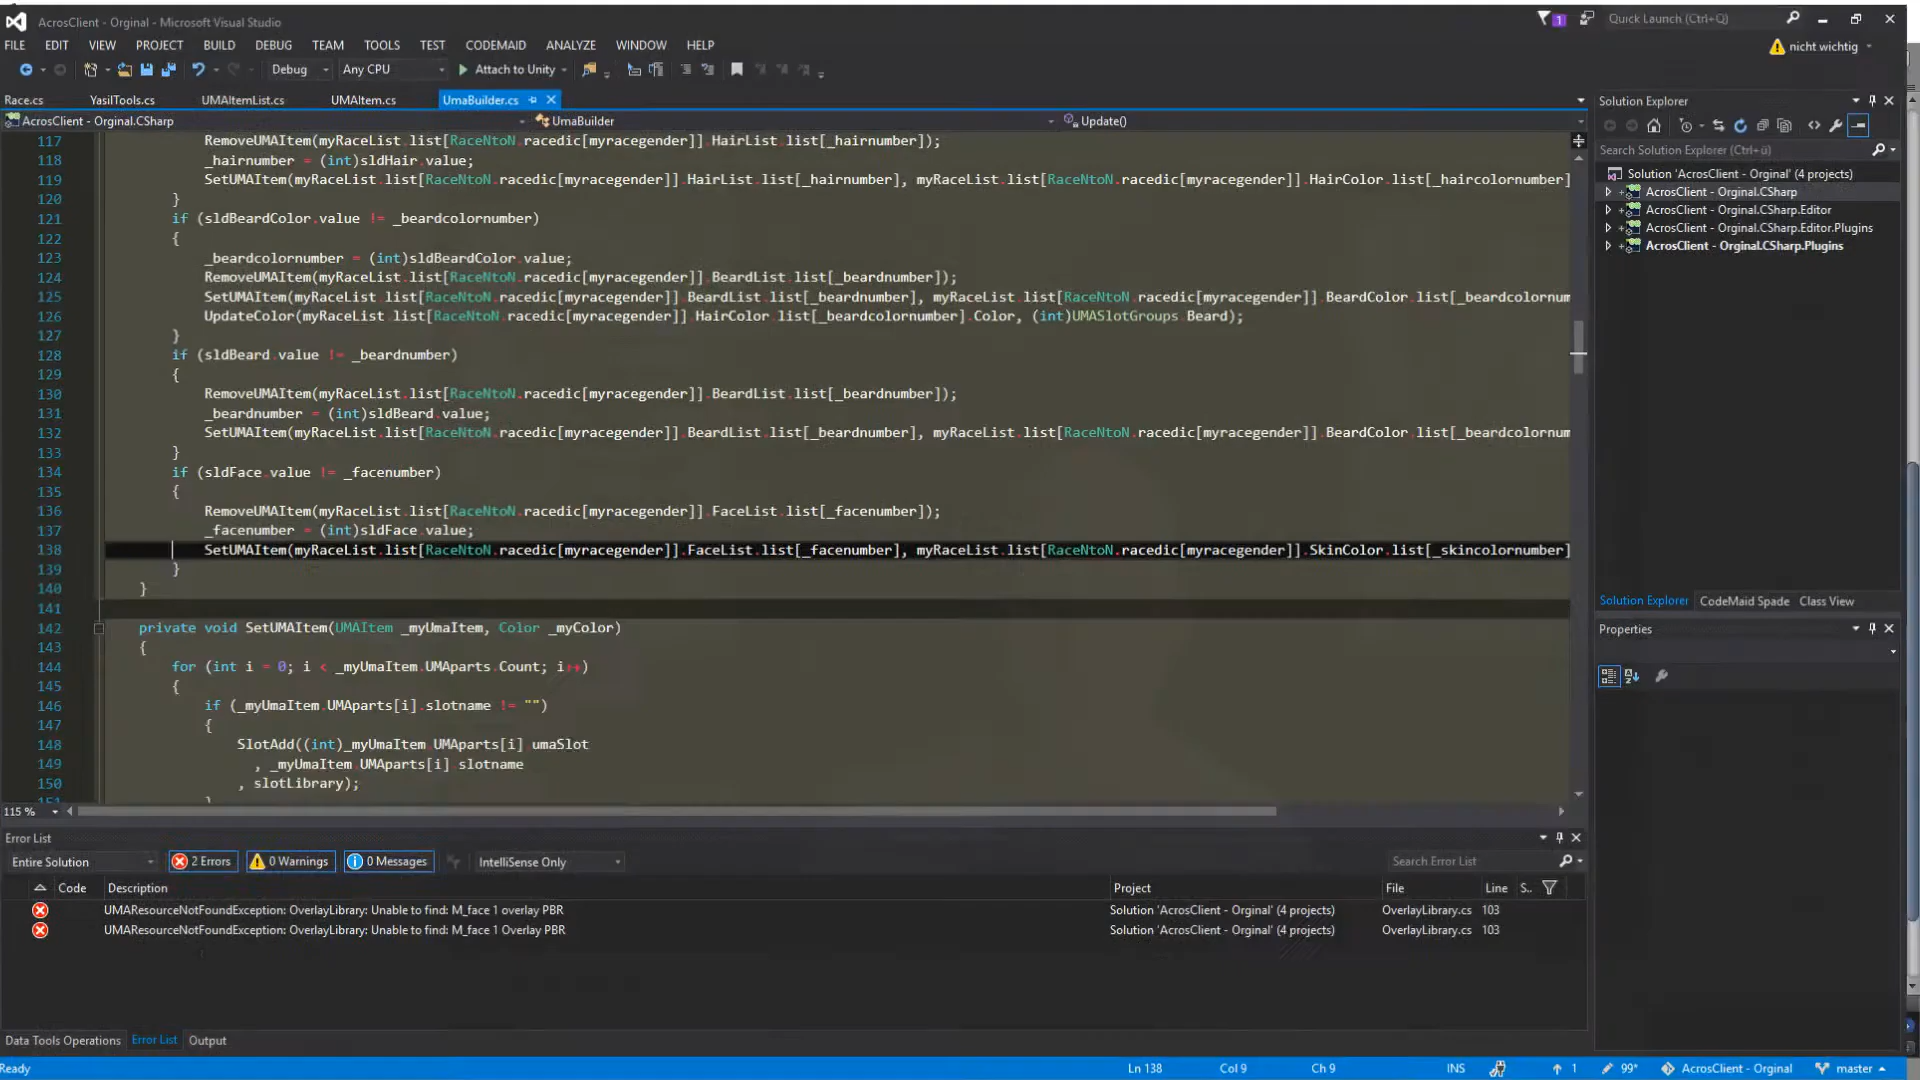 AcrosClient - Orginal - Microsoft Visual Studio
1
Quick Launch (Ctrl+Q)
FILE EDIT VIEW PROJECT BUILD DEBUG TEAM TOOLS TEST CODEMAID ANALYZE WINDOW HELP
nicht wichtig
Debug Any CPU Attach to Unity
Race.cs YasilTools.cs UMAItemList.cs UMAItem.cs UmaBuilder.cs
AcrosClient - Orginal.CSharp UmaBuilder Update()
117 RemoveUMAItem(myRaceList.list[RaceNtoN.racedic[myracegender]].HairList.list[_hairnumber]);
118 _hairnumber = (int)sldHair.value;
119 SetUMAItem(myRaceList.list[RaceNtoN.racedic[myracegender]].HairList.list[_hairnumber], myRaceList.list[RaceNtoN.racedic[myracegender]].HairColor.list[_haircolornumber]
120 }
121 if (sldBeardColor.value != _beardcolornumber)
122 {
123 _beardcolornumber = (int)sldBeardColor.value;
124 RemoveUMAItem(myRaceList.list[RaceNtoN.racedic[myracegender]].BeardList.list[_beardnumber]);
125 SetUMAItem(myRaceList.list[RaceNtoN.racedic[myracegender]].BeardList.list[_beardnumber], myRaceList.list[RaceNtoN.racedic[myracegender]].BeardColor.list[_beardcolornum
126 UpdateColor(myRaceList.list[RaceNtoN.racedic[myracegender]].HairColor.list[_beardcolornumber].Color, (int)UMASlotGroups.Beard);
127 }
128 if (sldBeard.value != _beardnumber)
129 {
130 RemoveUMAItem(myRaceList.list[RaceNtoN.racedic[myracegender]].BeardList.list[_beardnumber]);
131 _beardnumber = (int)sldBeard.value;
132 SetUMAItem(myRaceList.list[RaceNtoN.racedic[myracegender]].BeardList.list[_beardnumber], myRaceList.list[RaceNtoN.racedic[myracegender]].BeardColor.list[_beardcolornum
133 }
134 if (sldFace.value != _facenumber)
135 {
136 RemoveUMAItem(myRaceList.list[RaceNtoN.racedic[myracegender]].FaceList.list[_facenumber]);
137 _facenumber = (int)sldFace.value;
138 SetUMAItem(myRaceList.list[RaceNtoN.racedic[myracegender]].FaceList.list[_facenumber], myRaceList.list[RaceNtoN.racedic[myracegender]].SkinColor.list[_skincolornumber]
139 }
140 }
141
142 private void SetUMAItem(UMAItem _myUmaItem, Color _myColor)
143 {
144 for (int i = 0; i < _myUmaItem.UMAparts.Count; i++)
145 {
146 if (_myUmaItem.UMAparts[i].slotname != "")
147 {
148 SlotAdd((int)_myUmaItem.UMAparts[i].umaSlot
149 , _myUmaItem.UMAparts[i].slotname
150 , slotLibrary);
151 }
115 %
Solution Explorer
Search Solution Explorer (Ctrl+ü)
Solution 'AcrosClient - Orginal' (4 projects)
AcrosClient - Orginal.CSharp
AcrosClient - Orginal.CSharp.Editor
AcrosClient - Orginal.CSharp.Editor.Plugins
AcrosClient - Orginal.CSharp.Plugins
Solution Explorer CodeMaid Spade Class View
Properties
Error List
Entire Solution 2 Errors 0 Warnings 0 Messages IntelliSense Only Search Error List
Code Description Project File Line S..
UMAResourceNotFoundException: OverlayLibrary: Unable to find: M_face 1 overlay PBR Solution 'AcrosClient - Orginal' (4 projects) OverlayLibrary.cs 103
UMAResourceNotFoundException: OverlayLibrary: Unable to find: M_face 1 Overlay PBR Solution 'AcrosClient - Orginal' (4 projects) OverlayLibrary.cs 103
Data Tools Operations Error List Output
Ready Ln 138 Col 9 Ch 9 INS 1 99* AcrosClient - Orginal master